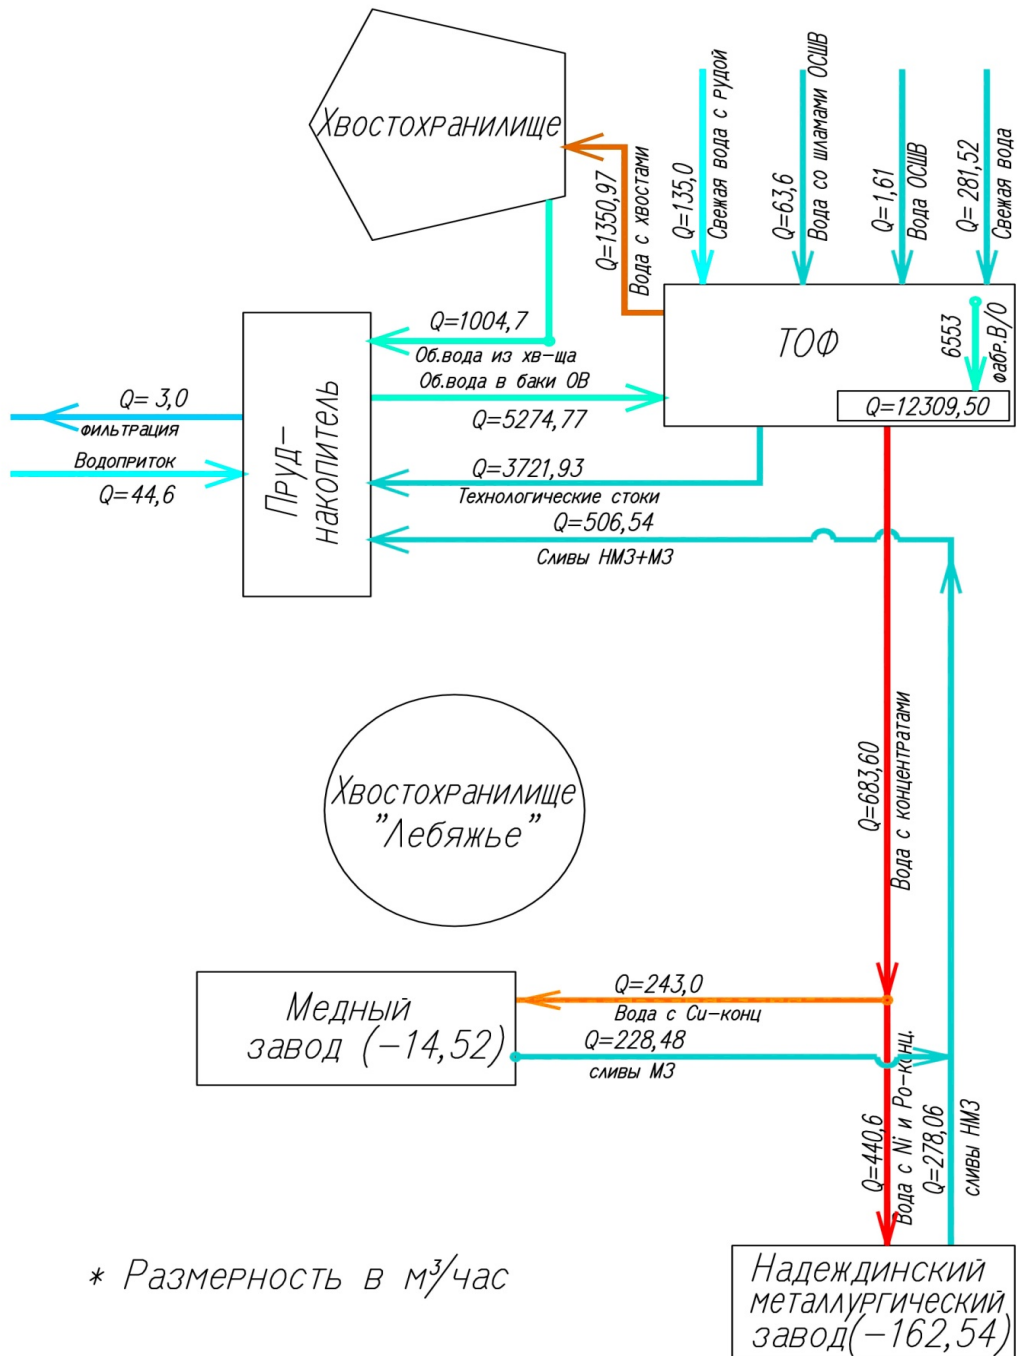 Хвостохранилище
Q=1350,97
Вода с хвостами
Q=135,0
Свежая вода с рудой
Q=63,6
Вода со шламами ОСШВ
Q=1,61
Вода ОСШВ
Q= 281,52
Свежая вода
ТОФ
6553
фабр.В/О
Q=12309,50
Q=1004,7
Об.вода из хв-ща
Об.вода в баки ОВ
Q=5274,77
Пруд-
накопитель
Q= 3,0
фильтрация
Водоприток
Q=44,6
Q=3721,93
Технологические стоки
Q=506,54
Сливы НМЗ+МЗ
Q=683,60
Вода с концентратами
Хвостохранилище
"Лебяжье"
Медный
завод (-14,52)
Q=243,0
Вода с Cu-конц
Q=228,48
сливы МЗ
Q=440,6
Вода с Ni и Po-конц.
Q=278,06
сливы НМЗ
* Размерность в м³/час
Надеждинский
металлургический
завод(-162,54)